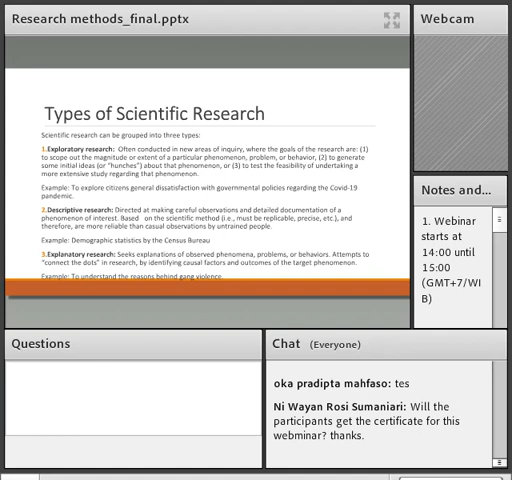 Research methods_final.pptx
Webcam
Types of Scientific Research
Scientific research can be grouped into three types:
1.Exploratory research: Often conducted in new areas of inquiry, where the goals of the research are: (1)
to scope out the magnitude or extent of a particular phenomenon, problem, or behavior, (2) to generate
some initial ideas (or “hunches”) about that phenomenon, or (3) to test the feasibility of undertaking a
more extensive study regarding that phenomenon.
Example: To explore citizens general dissatisfaction with governmental policies regarding the Covid-19
pandemic.
2.Descriptive research: Directed at making careful observations and detailed documentation of a
phenomenon of interest. Based on the scientific method (i.e., must be replicable, precise, etc.), and
therefore, are more reliable than casual observations by untrained people.
Example: Demographic statistics by the Census Bureau
3.Explanatory research: Seeks explanations of observed phenomena, problems, or behaviors. Attempts to
“connect the dots” in research, by identifying causal factors and outcomes of the target phenomenon.
Example: To understand the reasons behind gang violence
Notes and...
1. Webinar
starts at
14:00 until
15:00
(GMT+7/WI
B)
Questions
Chat (Everyone)
oka pradipta mahfaso: tes
Ni Wayan Rosi Sumaniari: Will the
participants get the certificate for this
webminar? thanks.